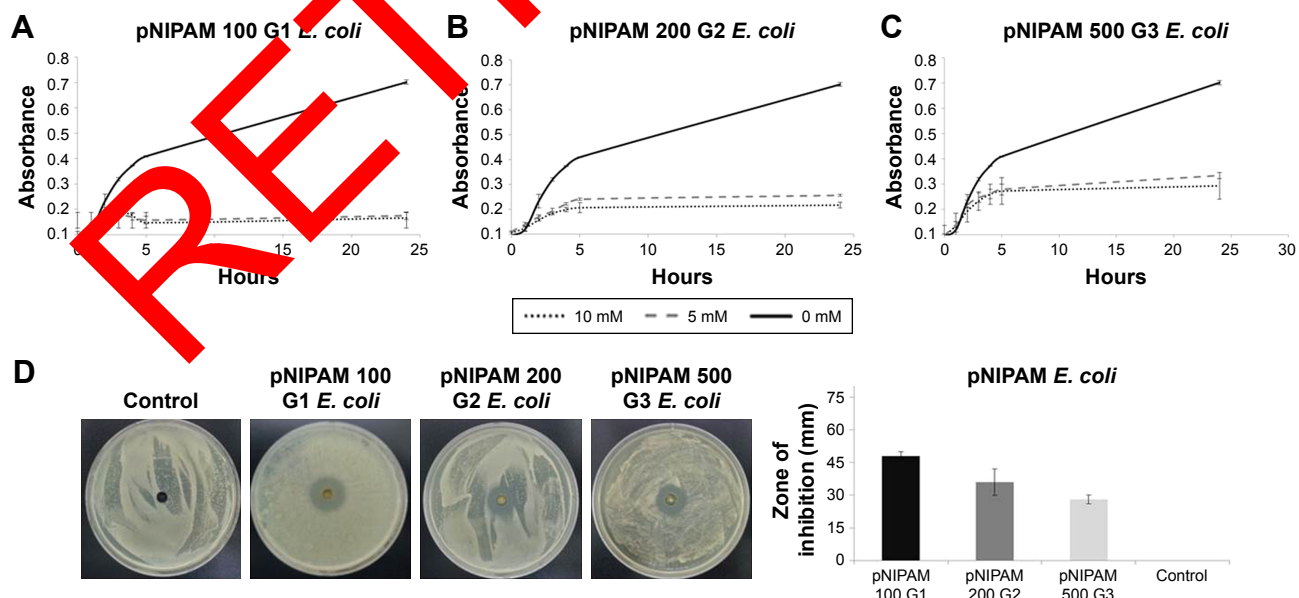 A
pNIPAM 100 G1 E. coli
0.8
0.7
0.6
0.5
0.4
0.3
0.2
0.1
Absorbance
5
15
20
25
Hours
B
pNIPAM 200 G2 E. coli
0.8
0.7
0.6
0.5
0.4
0.3
0.2
0.1
Absorbance
0
5
10
15
20
25
Hours
C
pNIPAM 500 G3 E. coli
0.8
0.7
0.6
0.5
0.4
0.3
0.2
0.1
Absorbance
0
5
10
15
20
25
30
Hours
10 mM
5 mM
0 mM
RET
D
Control
pNIPAM 100
G1 E. coli
pNIPAM 200
G2 E. coli
pNIPAM 500
G3 E. coli
pNIPAM E. coli
75
60
45
30
15
0
Zone of
inhibition (mm)
pNIPAM
100 G1
pNIPAM
200 G2
pNIPAM
500 G3
Control